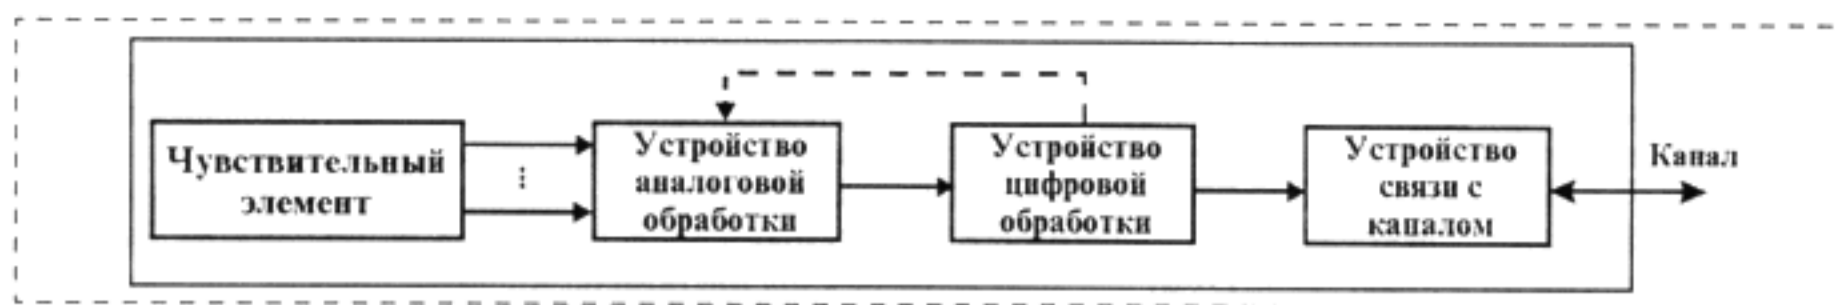 Чувствительный
элемент
Устройство
аналоговой
обработки
Устройство
цифровой
обработки
Устройство
связи с
каналом
Канал